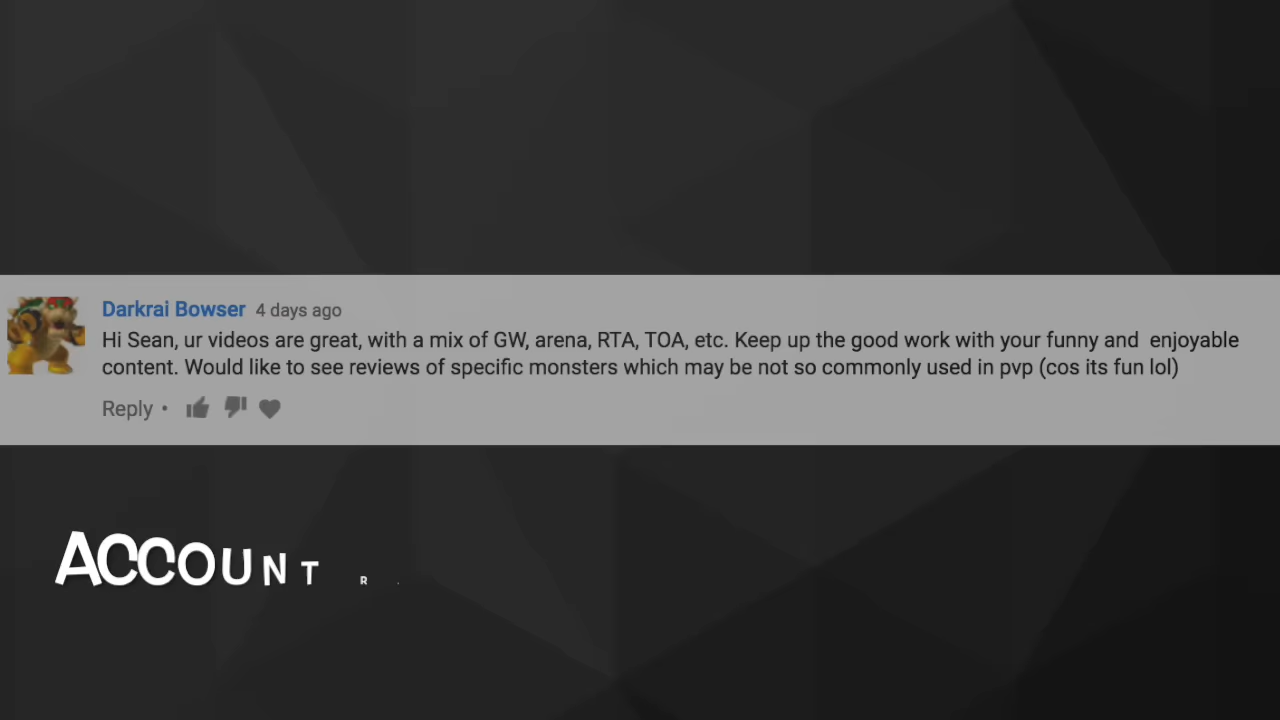 Darkrai Bowser 4 days ago
Hi Sean, ur videos are great, with a mix of GW, arena, RTA, TOA, etc. Keep up the good work with your funny and enjoyable
content. Would like to see reviews of specific monsters which may be not so commonly used in pvp (cos its fun lol)
Reply •
ACCOUNT R